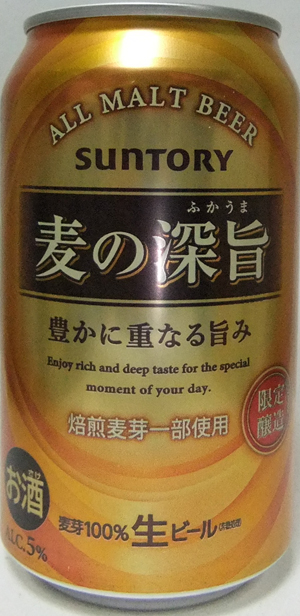 ALL MALT BEER
SUNTORY
ふかうま
麦の深旨
豊かに重なる旨み
Enjoy rich and deep taste for the special
moment of your day.
焙煎麦芽一部使用
限定
醸造
お酒
ALC.5%
麦芽100%生ビール